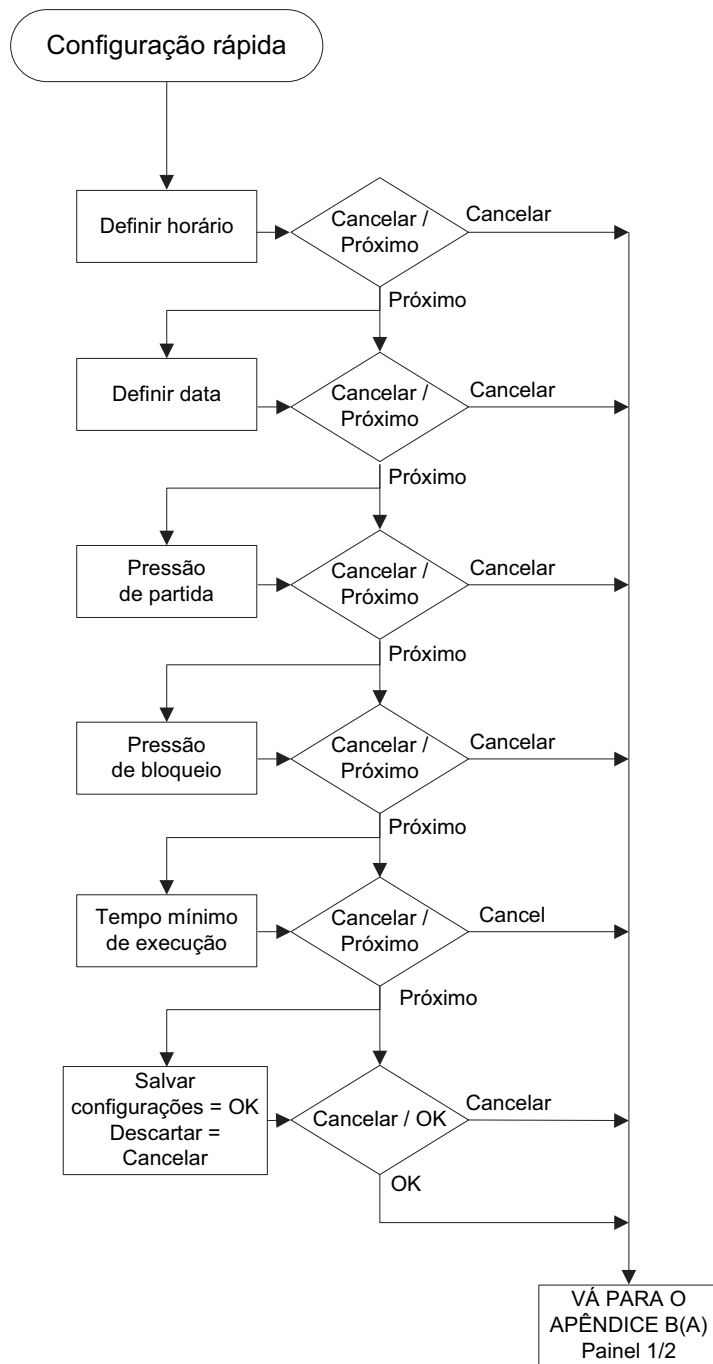 Configuração rápida
Definir horário
Cancelar /
Próximo
Cancelar
Próximo
Definir data
Cancelar /
Próximo
Cancelar
Próximo
Pressão
de partida
Cancelar /
Próximo
Cancelar
Próximo
Pressão
de bloqueio
Cancelar /
Próximo
Cancelar
Próximo
Tempo mínimo
de execução
Cancelar /
Próximo
Cancel
Próximo
Salvar
configurações = OK
Descartar =
Cancelar
Cancelar / OK
Cancelar
OK
VÁ PARA O
APÊNDICE B(A)
Painel 1/2